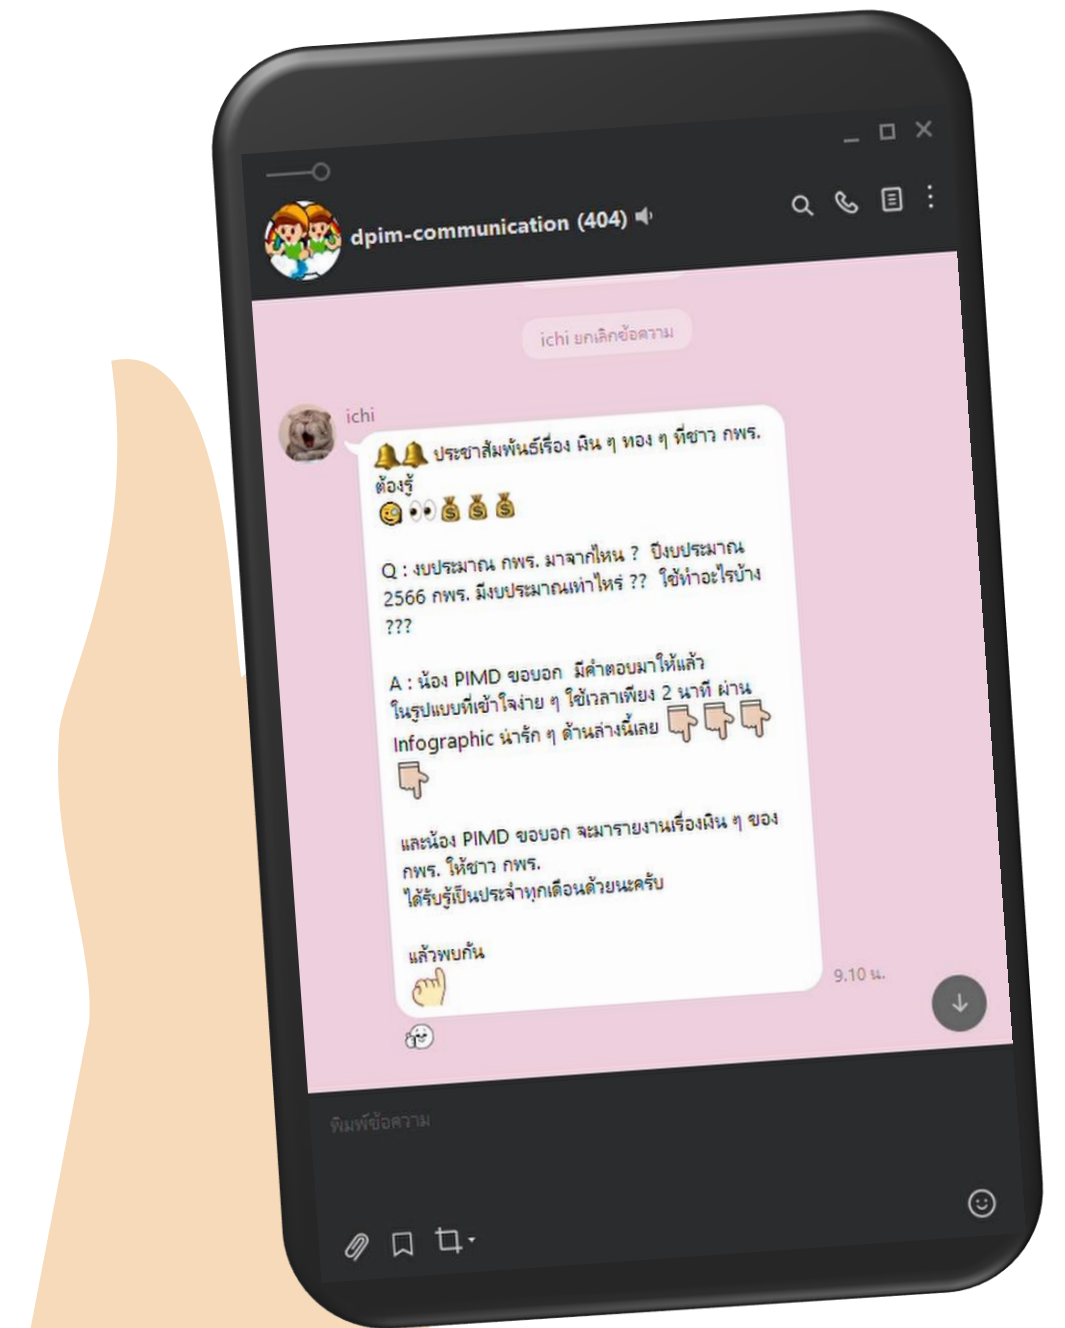 dpim-communication (404)
ichi ยกเลิกข้อความ
ichi
🔔🔔 ประชาสัมพันธ์เรื่อง เงิน ๆ ทอง ๆ ที่ชาว กพร.
ต้องรู้
🧐👀💰💰💰
Q : งบประมาณ กพร. มาจากไหน ?  ปีงบประมาณ
2566 กพร. มีงบประมาณเท่าไหร่ ??  ใช้ทำอะไรบ้าง
???
A : น้อง PIMD ขอบอก  มีคำตอบมาให้แล้ว
ในรูปแบบที่เข้าใจง่าย ๆ ใช้เวลาเพียง 2 นาที ผ่าน
Infographic น่ารัก ๆ ด้านล่างนี้เลย 👇👇👇
👇
และน้อง PIMD ขอบอก จะมารายงานเรื่องเงิน ๆ ของ
กพร. ให้ชาว กพร.
ได้รับรู้เป็นประจำทุกเดือนด้วยนะครับ
แล้วพบกัน
9.10 น.
พิมพ์ข้อความ